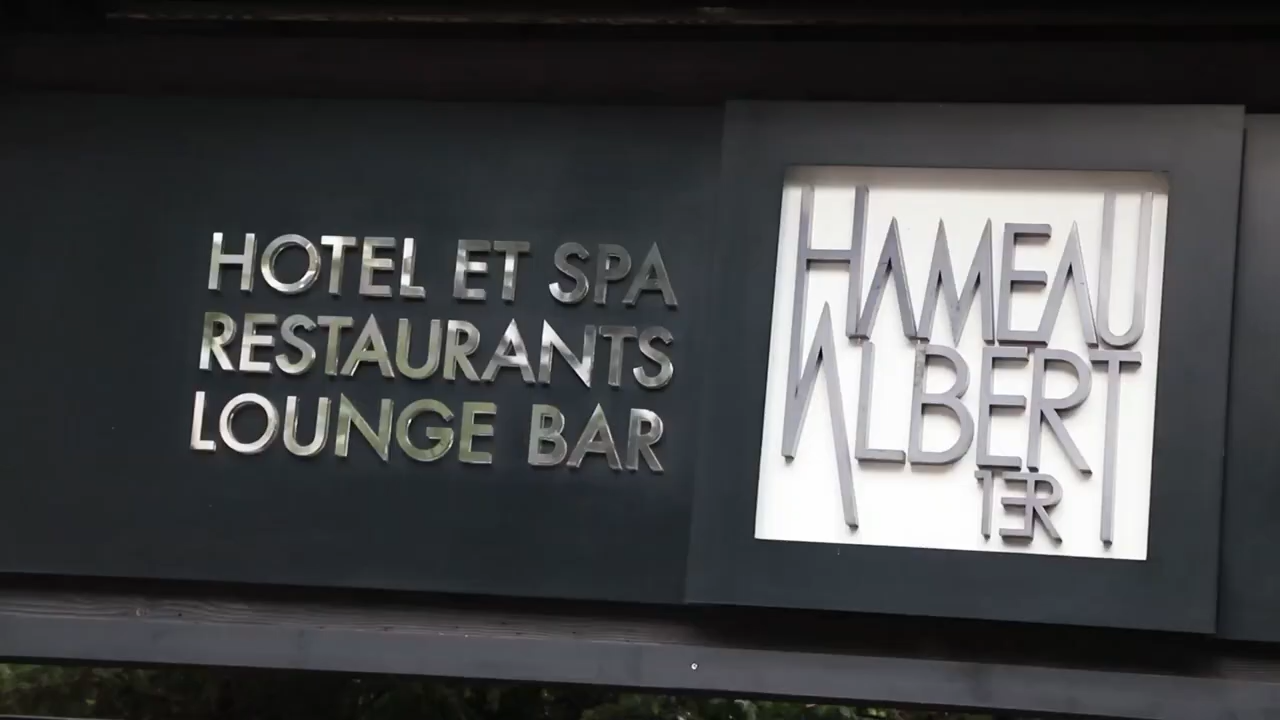 HOTEL ET SPA
RESTAURANTS
LOUNGE BAR
HAMEAU
ALBERT
1ER